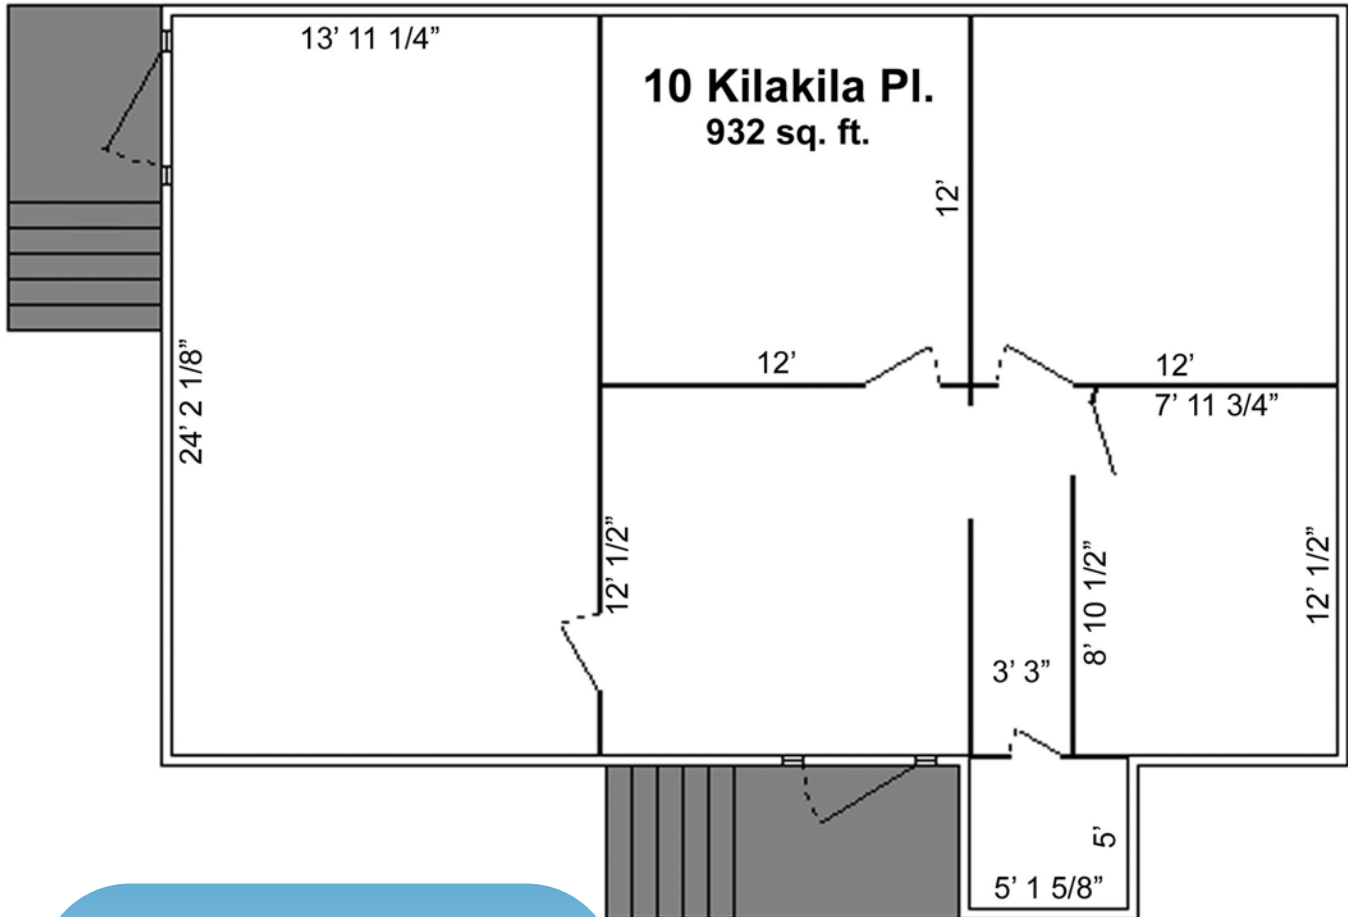 13’ 11 1/4”
10 Kilakila Pl.
932 sq. ft.
12’
12’
12’
7’ 11 3/4”
24’ 2 1/8”
12’ 1/2”
8’ 10 1/2”
12’ 1/2”
3’ 3”
5’
5’ 1 5/8”